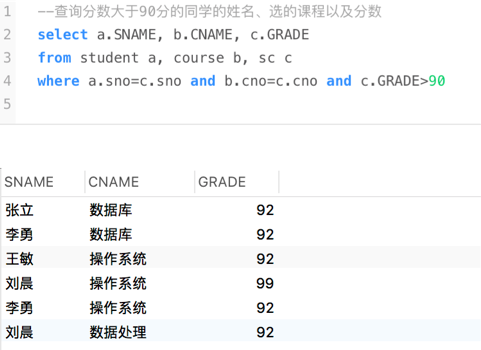 1 --查询分数大于90分的同学的姓名、选的课程以及分数
2 select a.SNAME, b.CNAME, c.GRADE
3 from student a, course b, sc c
4 where a.sno=c.sno and b.cno=c.cno and c.GRADE>90
5
SNAME CNAME GRADE
张立 数据库 92
李勇 数据库 92
王敏 操作系统 92
刘晨 操作系统 99
李勇 操作系统 92
刘晨 数据处理 92